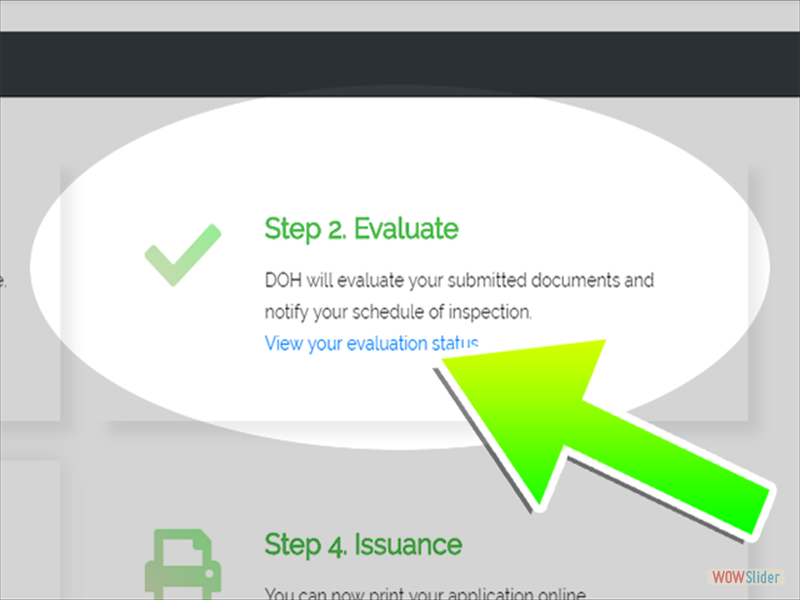 e.
Step 2. Evaluate
DOH will evaluate your submitted documents and
notify your schedule of inspection.
View your evaluation status
Step 4. Issuance
You can now print your application online
WOWSlider